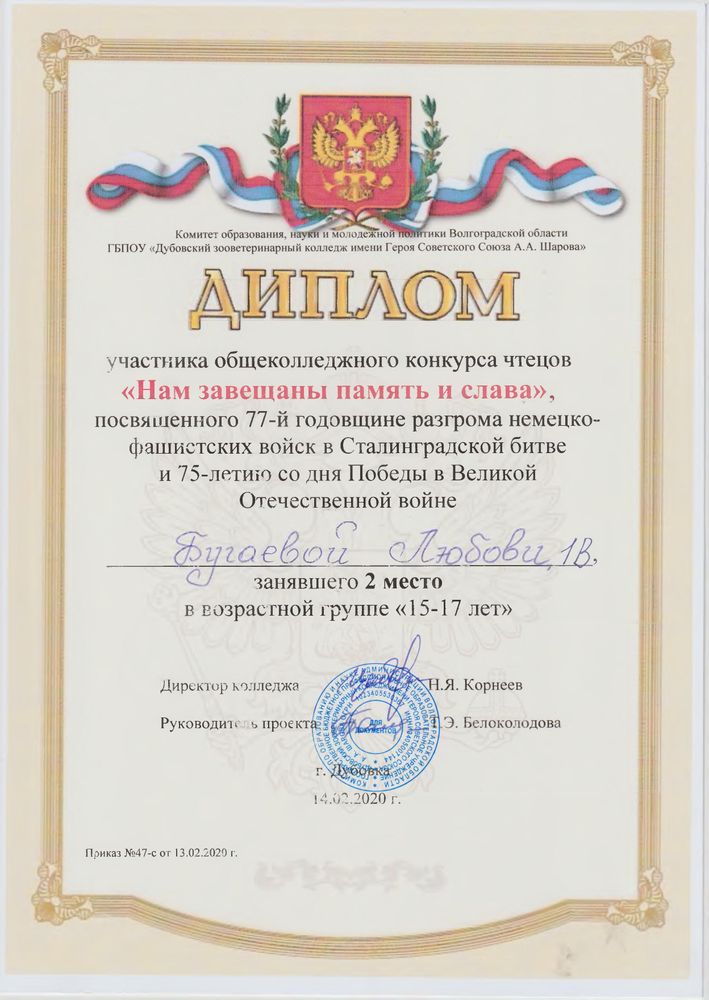 Комитет образования, науки и молодежной политики Волгоградской области
ГБПОУ «Дубовский зооветеринарный колледж имени Героя Советского Союза А.А. Шарова»
ДИПЛОМ
участника общеколледжного конкурса чтецов
«Нам завещаны память и слава»,
посвященного 77-й годовщине разгрома немецко-
фашистских войск в Сталинградской битве
и 75-летию со дня Победы в Великой
Отечественной войне
Бугаевой Любови, 1В,
занявшего 2 место
в возрастной группе «15-17 лет»
Директор колледжа Н.Я. Корнеев
Руководитель проекта Т.Э. Белоколодова
ДЛЯ
ДОКУМЕНТОВ
г. Дубовка
14.02.2020 г.
Приказ №47-с от 13.02.2020 г.